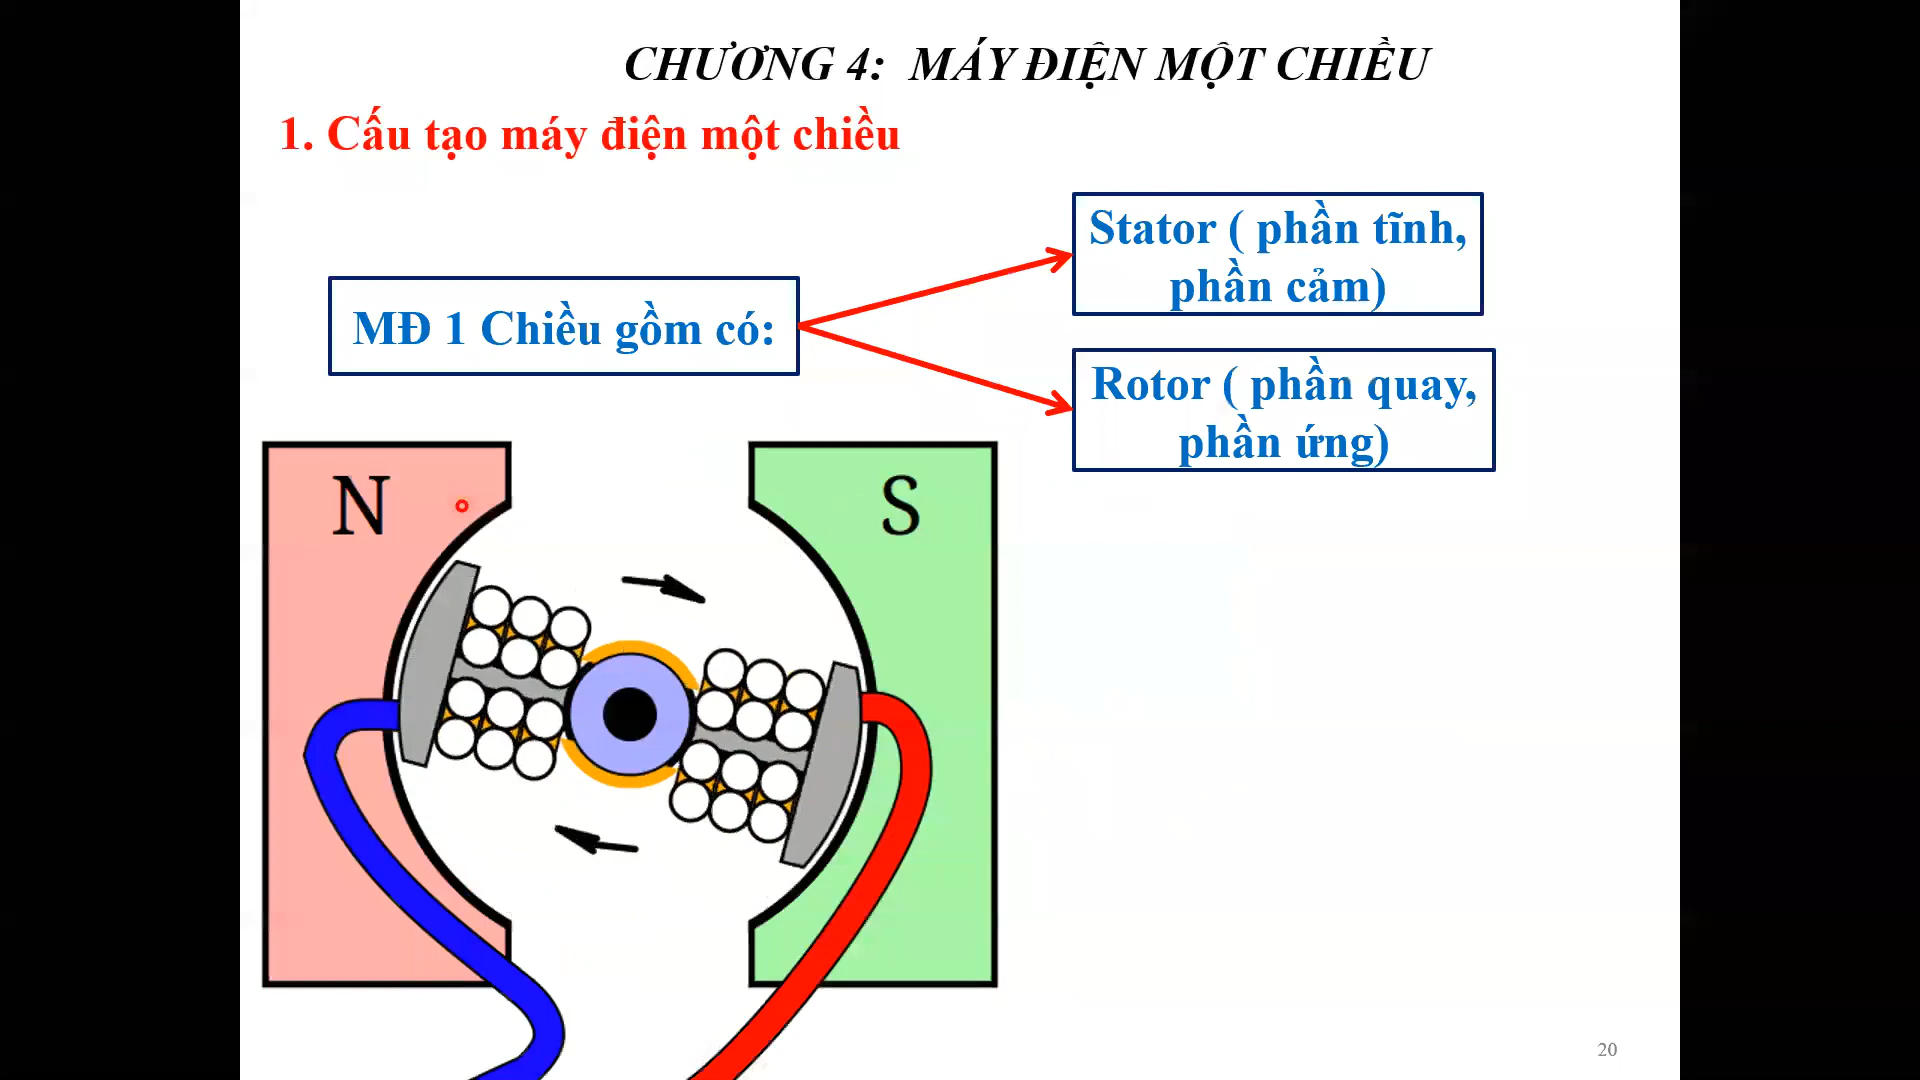 CHƯƠNG 4: MÁY ĐIỆN MỘT CHIỀU
1. Cấu tạo máy điện một chiều
Stator ( phần tĩnh,
phần cảm)
MĐ 1 Chiều gồm có:
Rotor ( phần quay,
phần ứng)
N
S
20